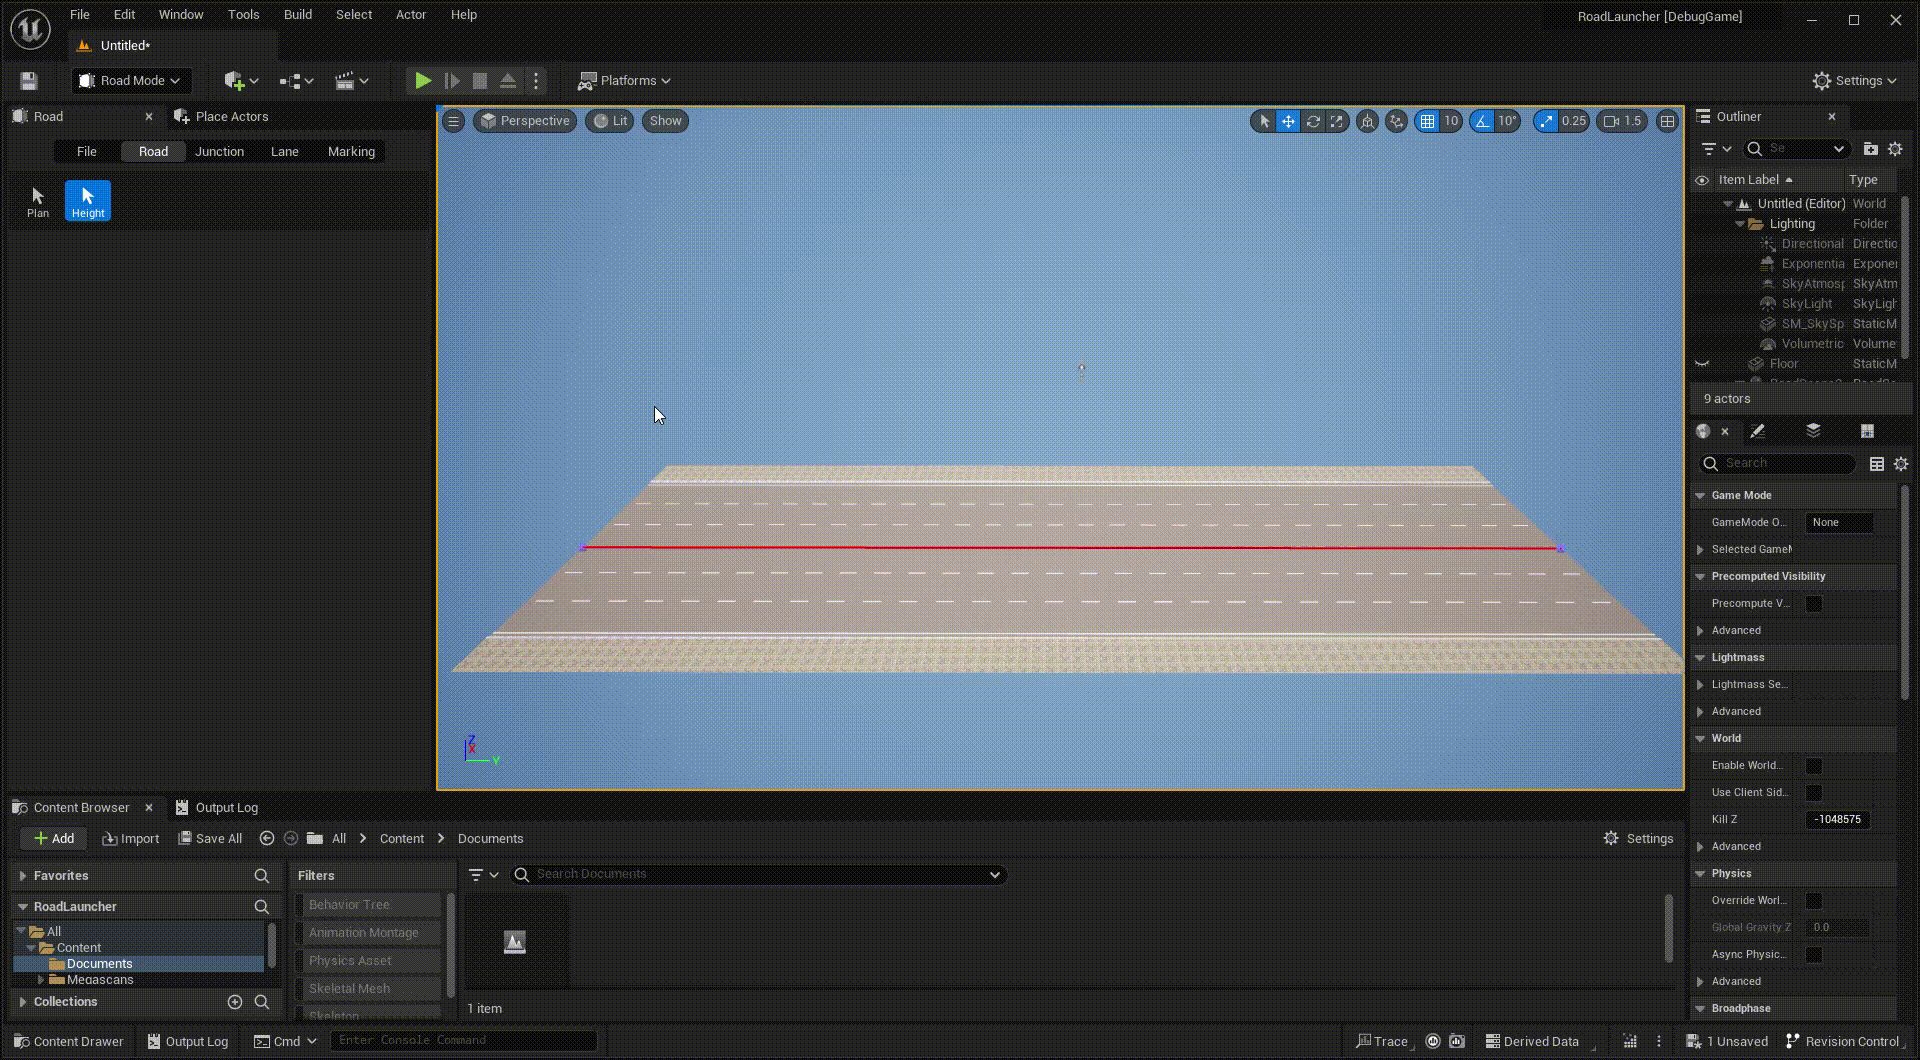 File Edit Window Tools Build Select Actor Help
RoadLauncher [DebugGame]
Untitled*
Road Mode
Platforms
Settings
Road
Place Actors
File Road Junction Lane Marking
Plan
Height
Perspective
Lit
Show
10
10°
0.25
1.5
Z
X
Y
Outliner
Se
Item Label
Type
Untitled (Editor) World
Lighting Folder
Directional Directic
Exponentia Exponer
SkyAtmosp SkyAtm
SkyLight SkyLigh
SM_SkySp StaticM
Volumetric Volume
Floor StaticM
9 actors
Search
Game Mode
GameMode O...
None
Selected GameM
Precomputed Visibility
Precompute V...
Advanced
Lightmass
Lightmass Se...
Advanced
World
Enable World...
Use Client Sid...
Kill Z
-1048575
Advanced
Physics
Override Worl...
Global Gravity Z
0.0
Async Physic...
Advanced
Broadphase
Content Browser
Output Log
Add
Import
Save All
All
Content
Documents
Settings
Favorites
RoadLauncher
All
Content
Documents
Megascans
Collections
Filters
Behavior Tree
Animation Montage
Physics Asset
Skeletal Mesh
Skeleton
Search Documents
1 item
Content Drawer
Output Log
Cmd
Enter Console Command
Trace
Derived Data
1 Unsaved
Revision Control